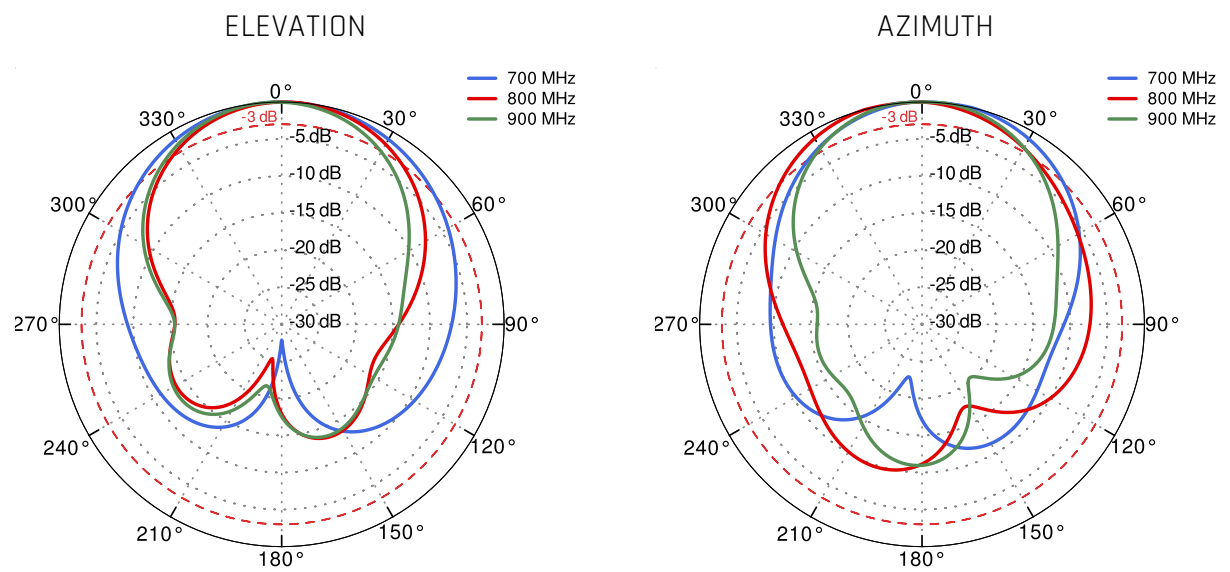 ELEVATION
700 MHz
800 MHz
900 MHz
0°
330°
30°
-3 dB
-5 dB
-10 dB
300°
60°
-15 dB
-20 dB
-25 dB
270°
-30 dB
90°
240°
120°
210°
150°
180°
AZIMUTH
700 MHz
800 MHz
900 MHz
0°
330°
30°
-3 dB
-5 dB
-10 dB
300°
60°
-15 dB
-20 dB
-25 dB
270°
-30 dB
90°
240°
120°
210°
150°
180°